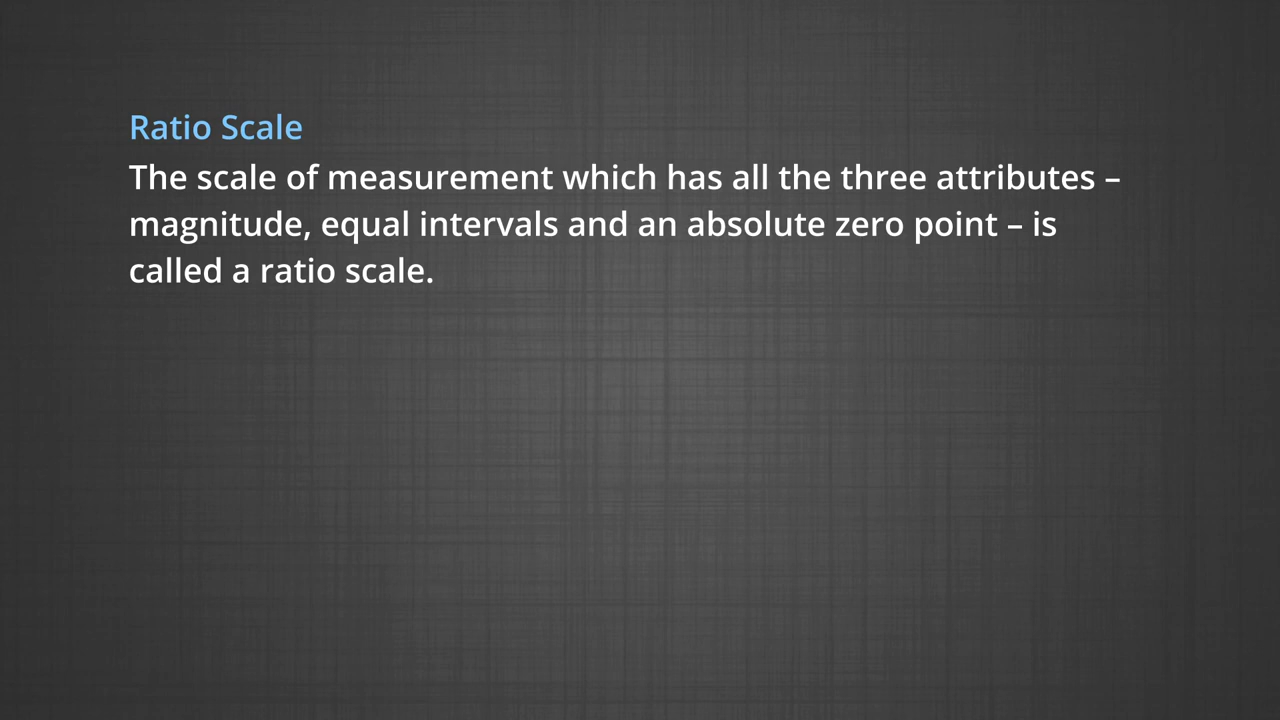 Ratio Scale
The scale of measurement which has all the three attributes –
magnitude, equal intervals and an absolute zero point – is
called a ratio scale.